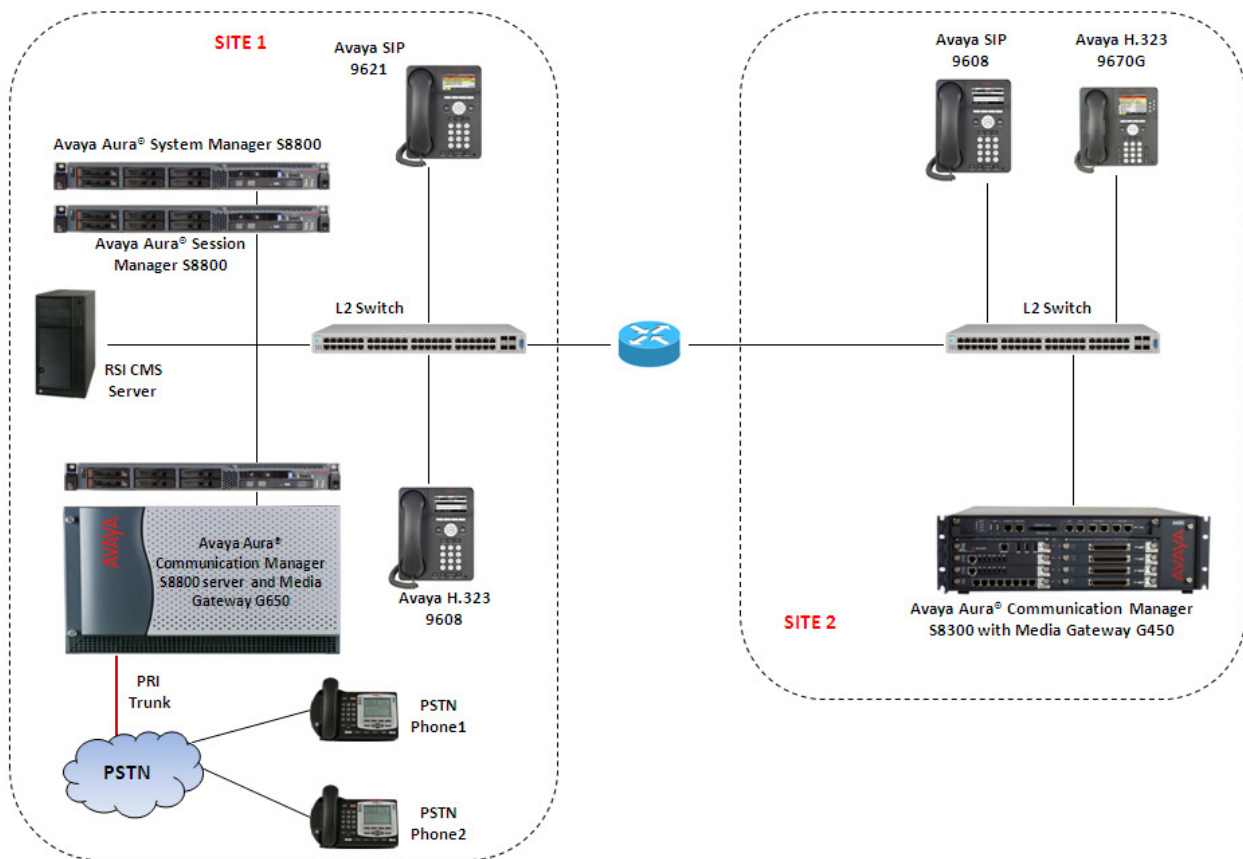 SITE 1
Avaya SIP
9621
Avaya Aura® System Manager S8800
Avaya Aura® Session
Manager S8800
L2 Switch
RSI CMS
Server
AVAYA
Avaya Aura®
Communication Manager
S8800 server and Media
Gateway G650
Avaya H.323
9608
PRI
Trunk
PSTN
PSTN
Phone1
PSTN
Phone2
Avaya SIP
9608
Avaya H.323
9670G
L2 Switch
AVAYA
Avaya Aura® Communication Manager
S8300 with Media Gateway G450
SITE 2